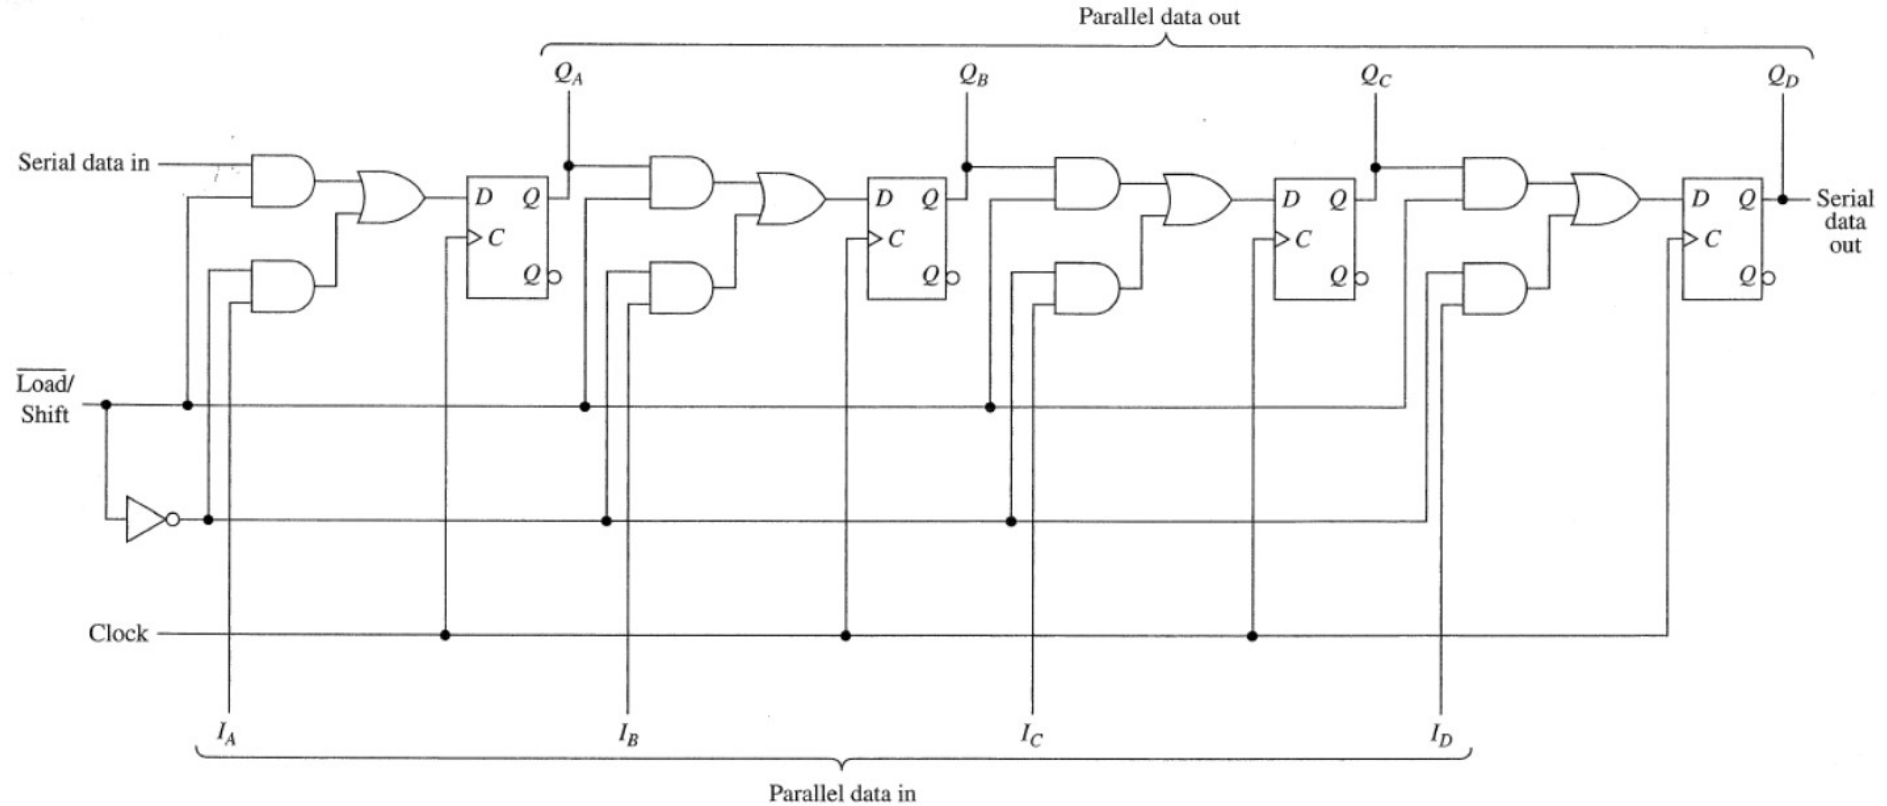 Parallel data out
Q_A Q_B Q_C Q_D
Serial data in
D Q D Q D Q D Q
Serial
data
out
C C C C
Q Q Q Q
Load/
Shift
Clock
I_A I_B I_C I_D
Parallel data in